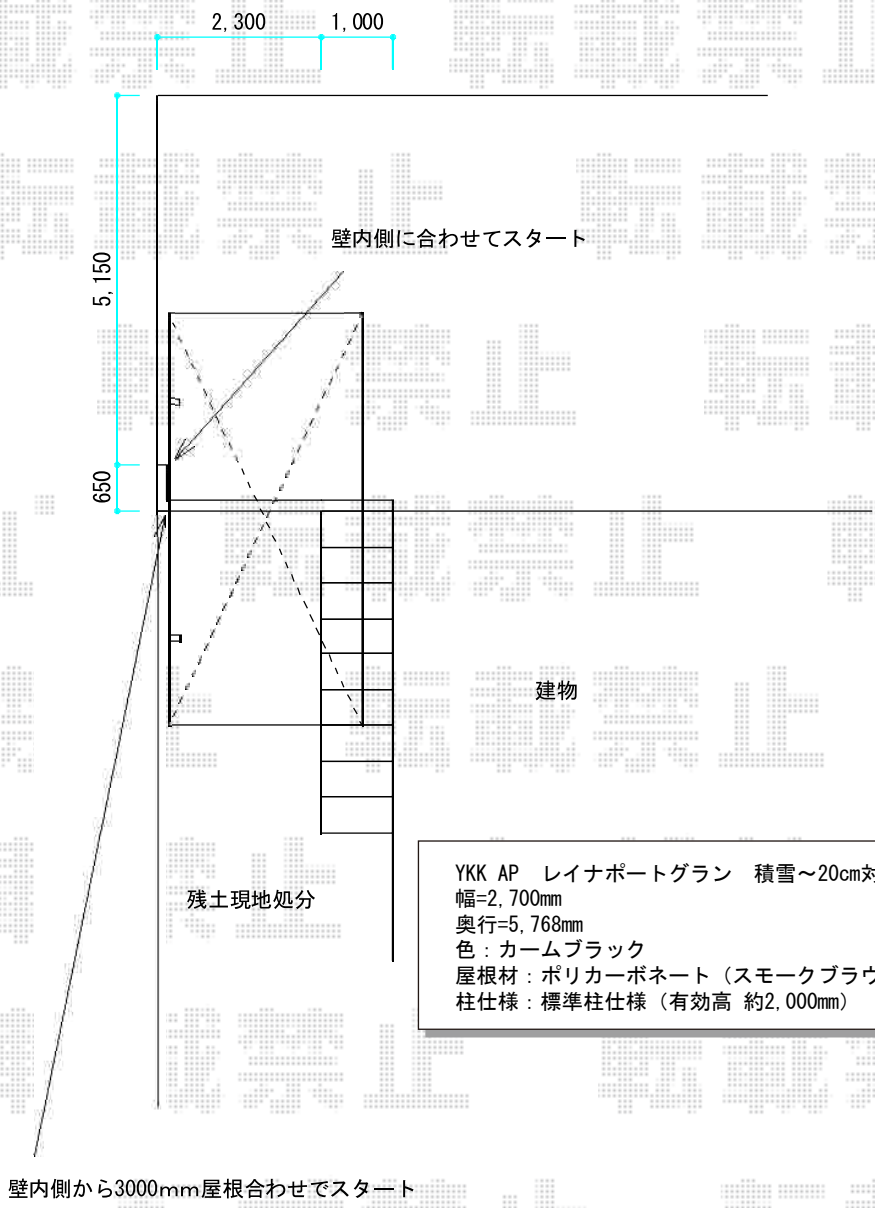 2,300
1,000
5,150
650
壁内側に合わせてスタート
建物
残土現地処分
YKK AP レイナポートグラン 積雪～20cm対
幅=2,700mm
奥行=5,768mm
色：カームブラック
屋根材：ポリカーボネート（スモークブラウ
柱仕様：標準柱仕様（有効高 約2,000mm）
壁内側から3000mm屋根合わせでスタート
転載禁止